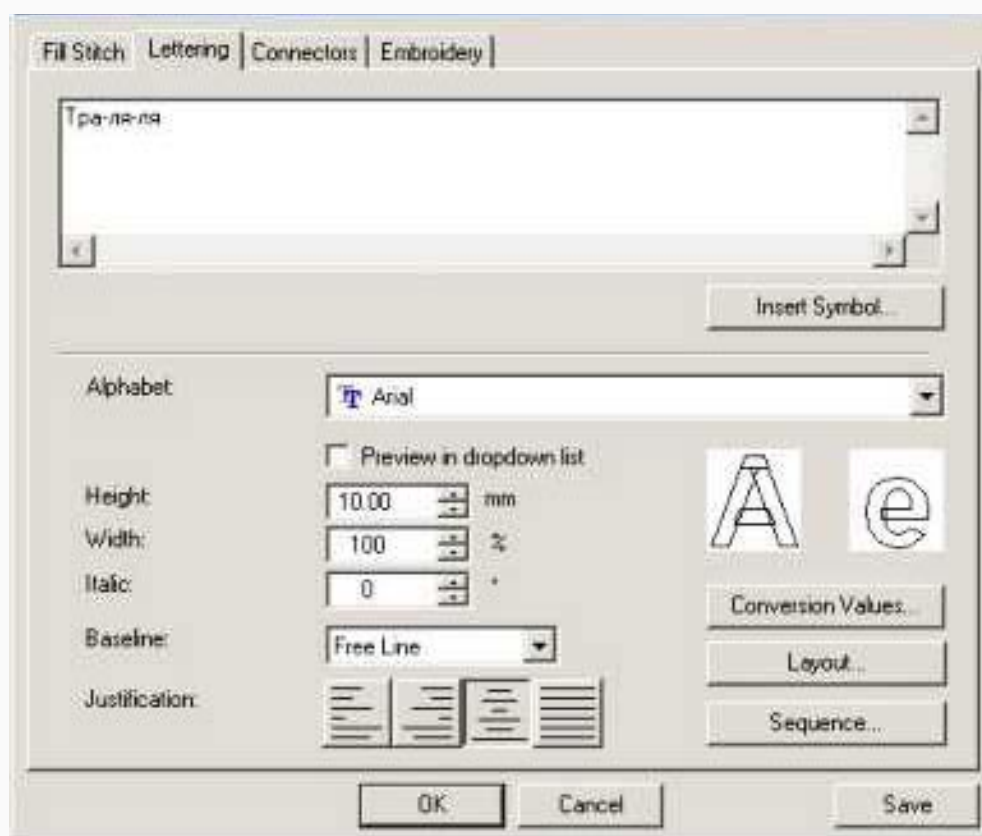 Fill Stitch Lettering Connectors Embroidery
Тра-ля-ля
Insert Symbol...
Alphabet: Arial
Preview in dropdown list
Height: 10.00 mm
Width: 100 %
Italic: 0 °
Conversion Values...
Baseline: Free Line
Layout...
Justification:
Sequence...
A e
OK Cancel Save